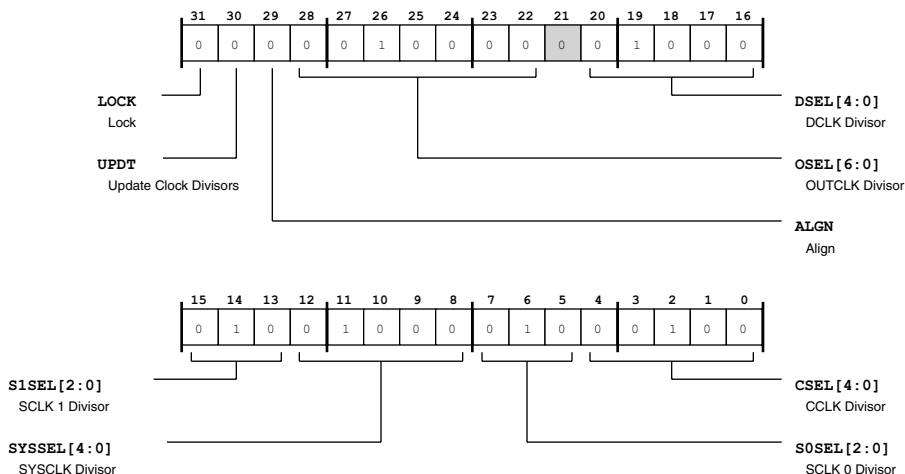 31 30 29 28 27 26 25 24 23 22 21 20 19 18 17 16
0 0 0 0 0 1 0 0 0 0 0 0 1 0 0 0
LOCK
Lock
DSEL[4:0]
DCLK Divisor
UPDT
Update Clock Divisors
OSEL[6:0]
OUTCLK Divisor
ALGN
Align
15 14 13 12 11 10 9 8 7 6 5 4 3 2 1 0
0 1 0 0 1 0 0 0 0 1 0 0 0 1 0 0
S1SEL[2:0]
SCLK 1 Divisor
CSEL[4:0]
CCLK Divisor
SYSSEL[4:0]
SYSCLK Divisor
S0SEL[2:0]
SCLK 0 Divisor